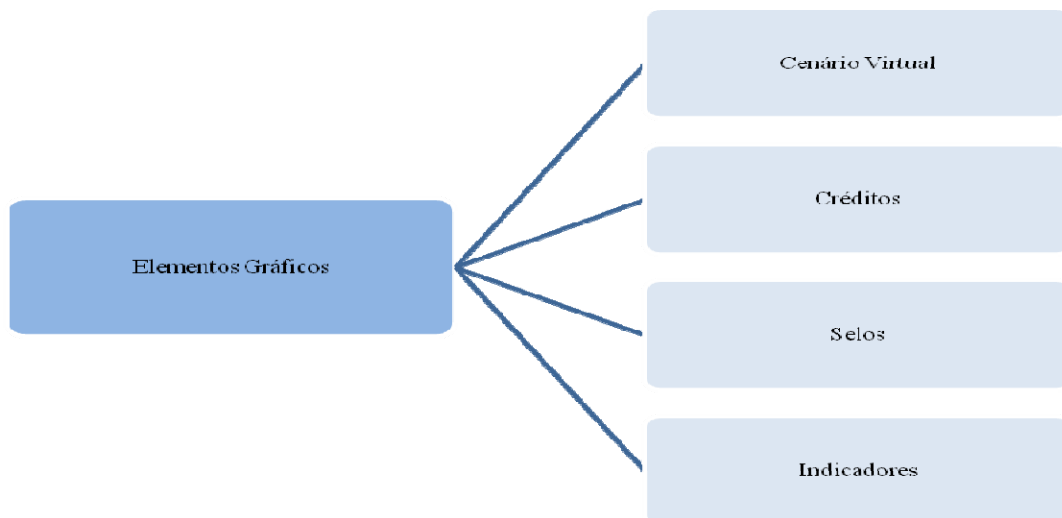 Cenário Virtual
Créditos
Elementos Gráficos
Selos
Indicadores